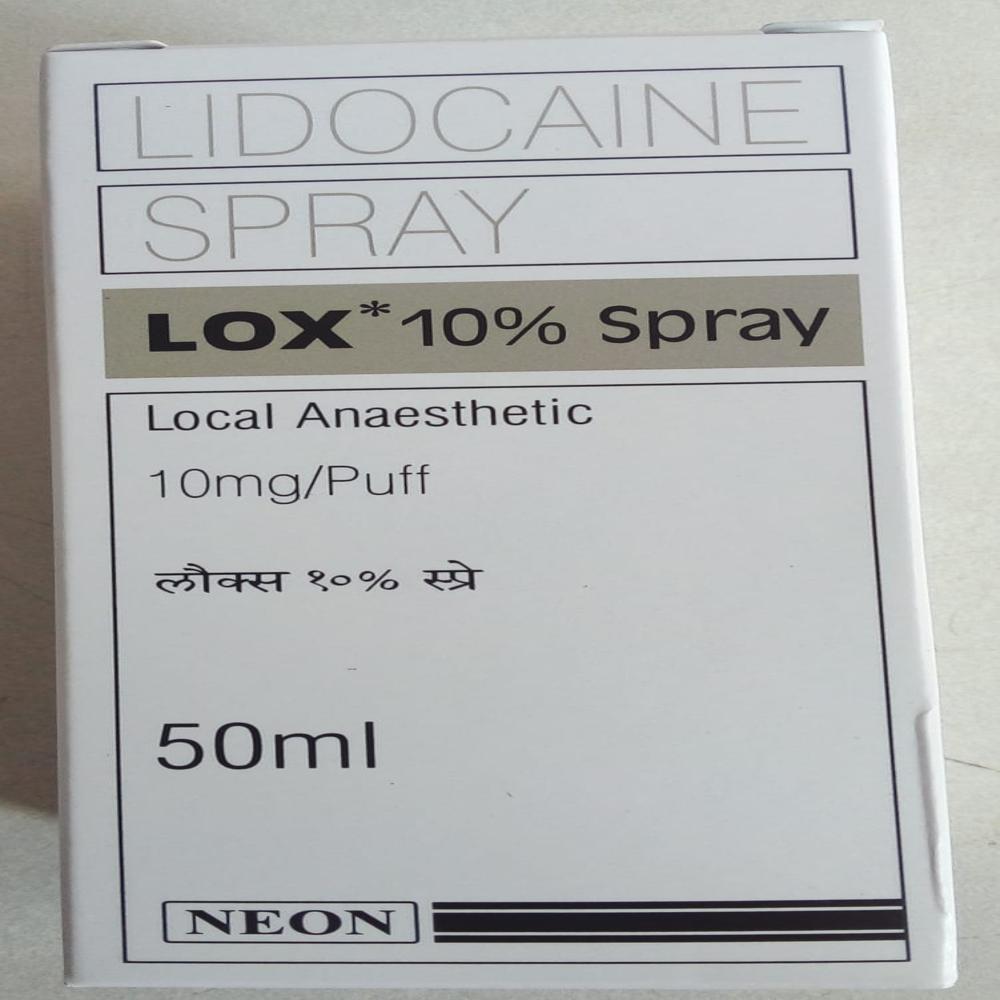 LIDOCAINE
SPRAY
LOX* 10% Spray
Local Anaesthetic
10mg/Puff
लौक्स १०% स्प्रे
50ml
NEON